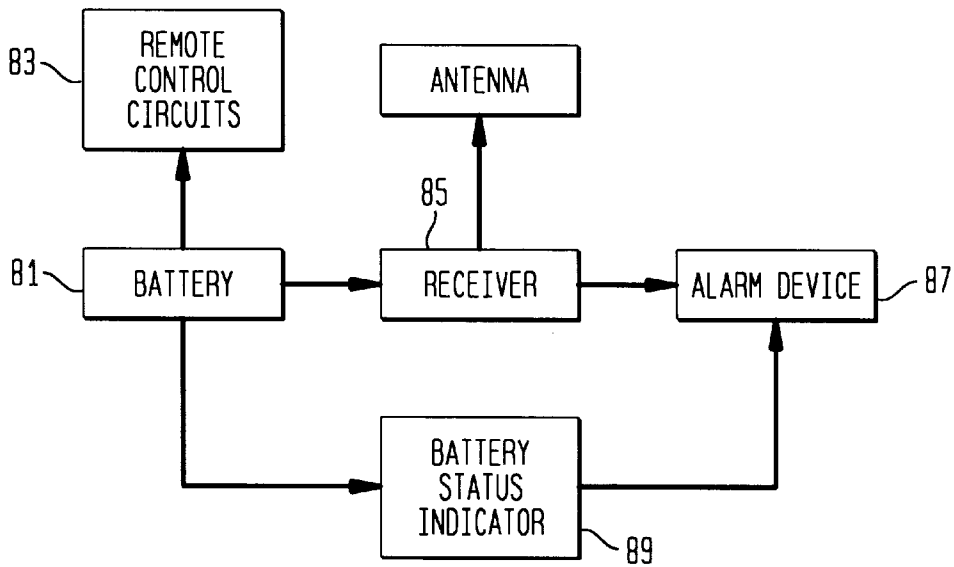 83
REMOTE
CONTROL
CIRCUITS
ANTENNA
85
81
BATTERY
RECEIVER
ALARM DEVICE
87
BATTERY
STATUS
INDICATOR
89